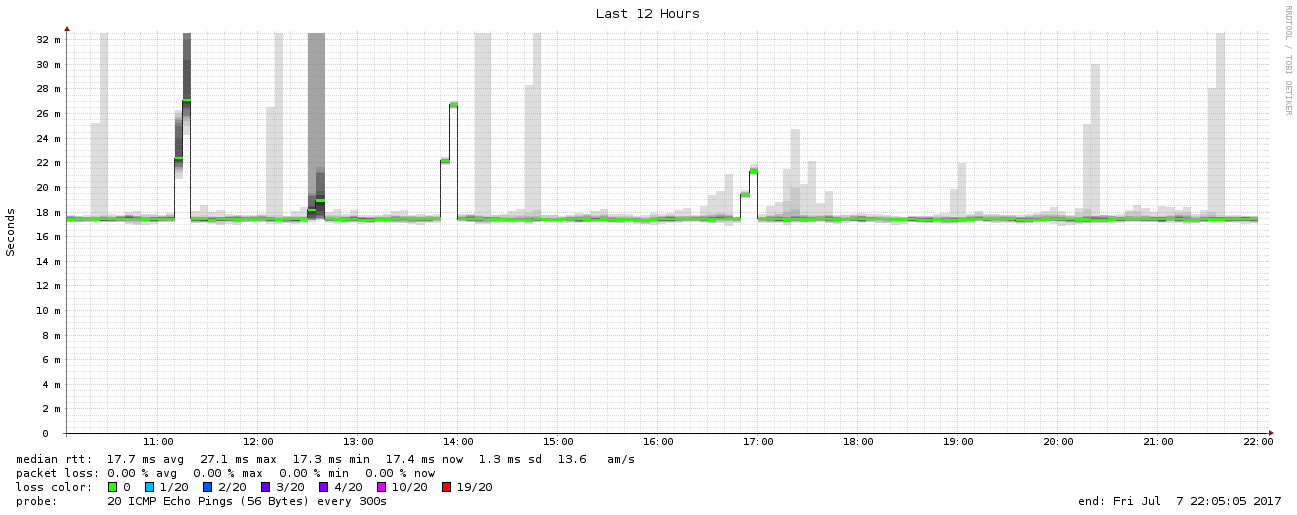 Last 12 Hours
RRDTOOL / TOBI OETIKER
Seconds
32 m
30 m
28 m
26 m
24 m
22 m
20 m
18 m
16 m
14 m
12 m
10 m
8 m
6 m
4 m
2 m
0
11:00 12:00 13:00 14:00 15:00 16:00 17:00 18:00 19:00 20:00 21:00 22:00
median rtt: 17.7 ms avg 27.1 ms max 17.3 ms min 17.4 ms now 1.3 ms sd 13.6 am/s
packet loss: 0.00 % avg 0.00 % max 0.00 % min 0.00 % now
loss color: 0 1/20 2/20 3/20 4/20 10/20 19/20
probe: 20 ICMP Echo Pings (56 Bytes) every 300s end: Fri Jul 7 22:05:05 2017